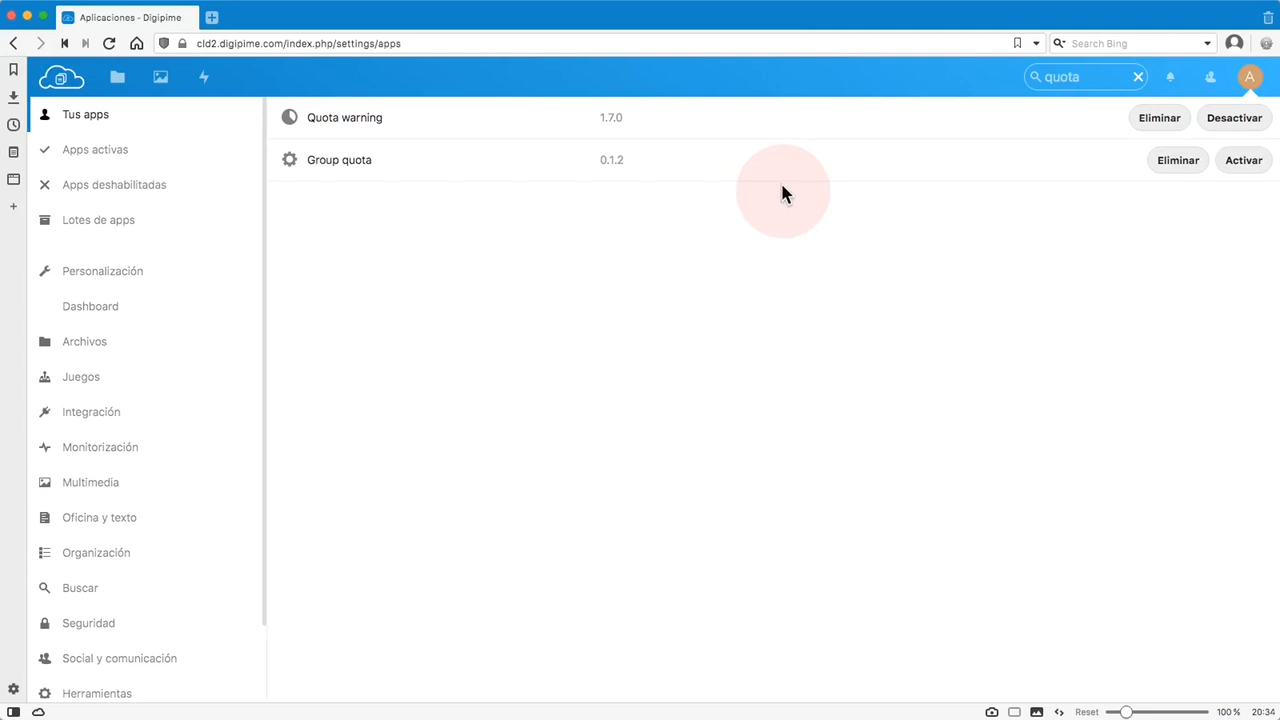 Aplicaciones - Digipime
cld2.digipime.com/index.php/settings/apps
Search Bing
quota
A
Tus apps
Apps activas
Apps deshabilitadas
Lotes de apps
Personalización
Dashboard
Archivos
Juegos
Integración
Monitorización
Multimedia
Oficina y texto
Organización
Buscar
Seguridad
Social y comunicación
Herramientas
Quota warning 1.7.0 Eliminar Desactivar
Group quota 0.1.2 Eliminar Activar
Reset 100 % 20:34